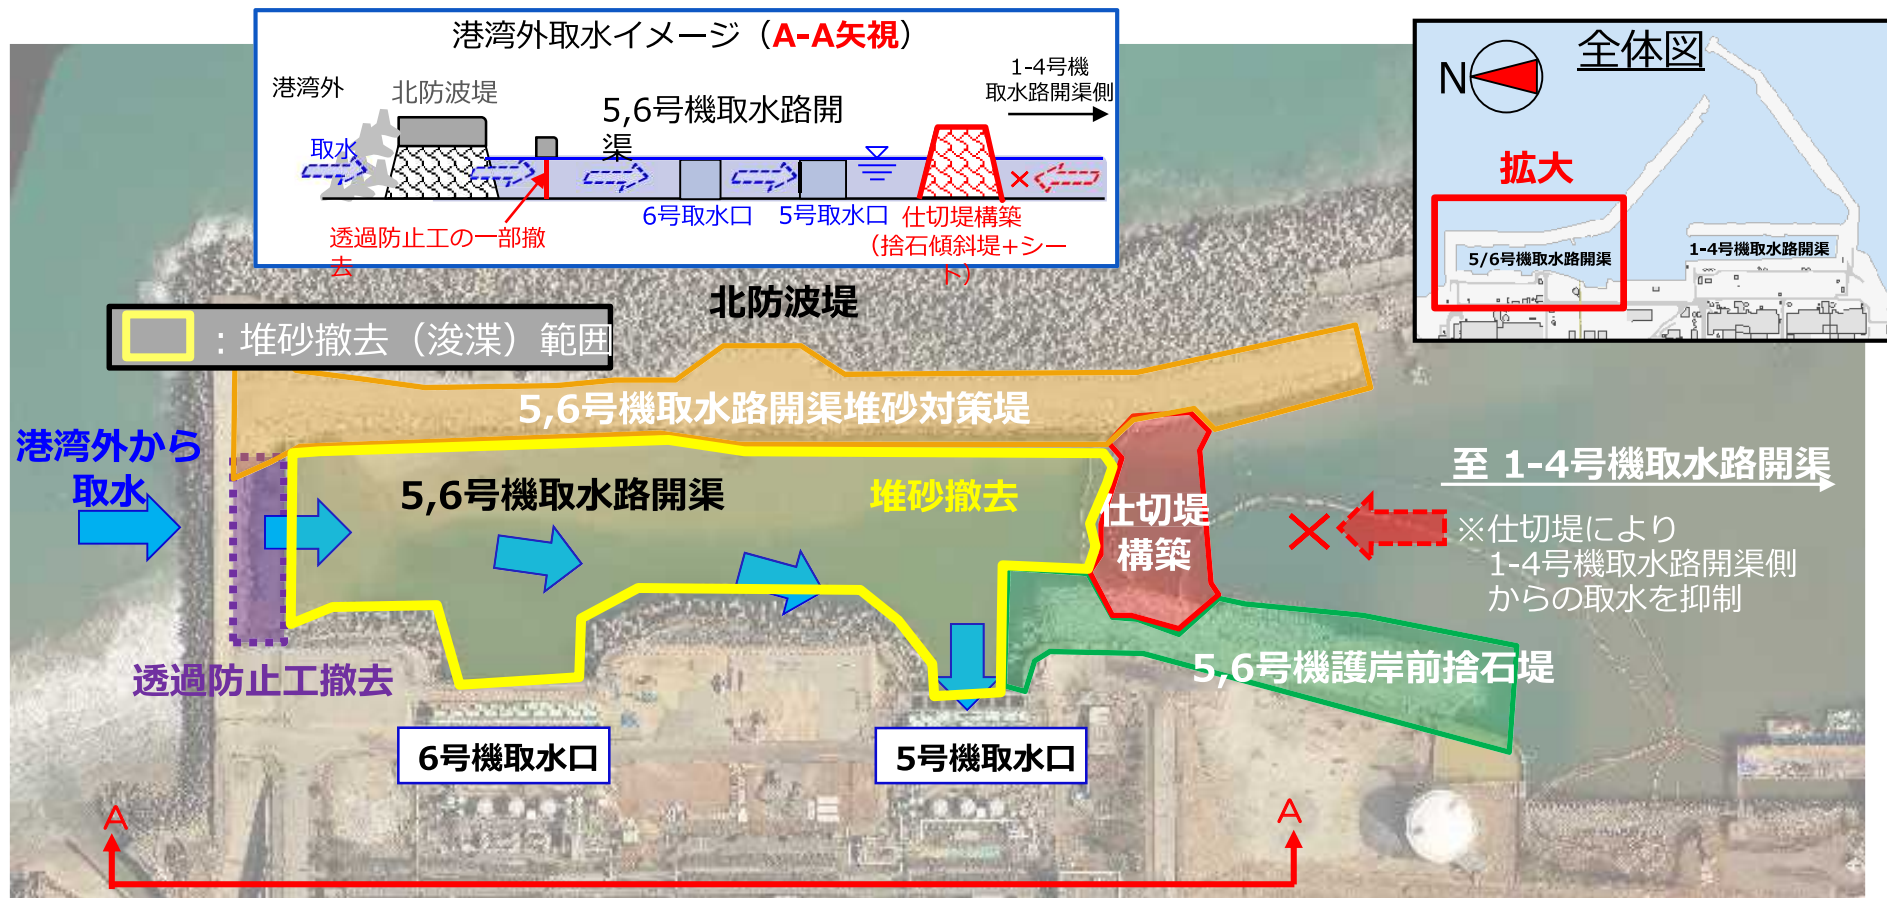 港湾外取水イメージ（A-A矢視）
港湾外
北防波堤
5,6号機取水路開
渠
1-4号機
取水路開渠側
取水
6号取水口
5号取水口
仕切堤構築
（捨石傾斜堤+シー
ト）
透過防止工の一部撤
去
全体図
N
拡大
5/6号機取水路開渠
1-4号機取水路開渠
北防波堤
：堆砂撤去（浚渫）範囲
5,6号機取水路開渠堆砂対策堤
港湾外から
取水
5,6号機取水路開渠
堆砂撤去
仕切堤
構築
至 1-4号機取水路開渠
※仕切堤により
1-4号機取水路開渠側
からの取水を抑制
透過防止工撤去
5,6号機護岸前捨石堤
6号機取水口
5号機取水口
A
A